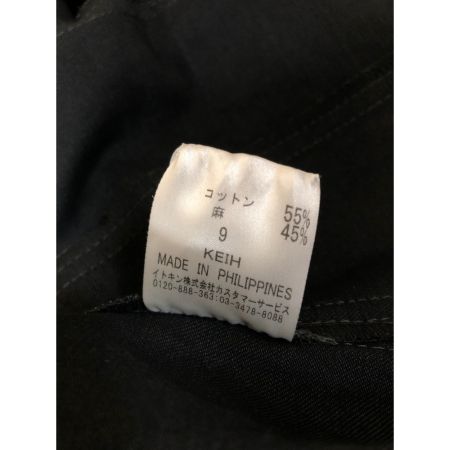 コットン 55%
麻 45%
9
KEIH
MADE IN PHILIPPINES
イトキン株式会社カスタマーサービス
0120-888-363:03-3478-8088